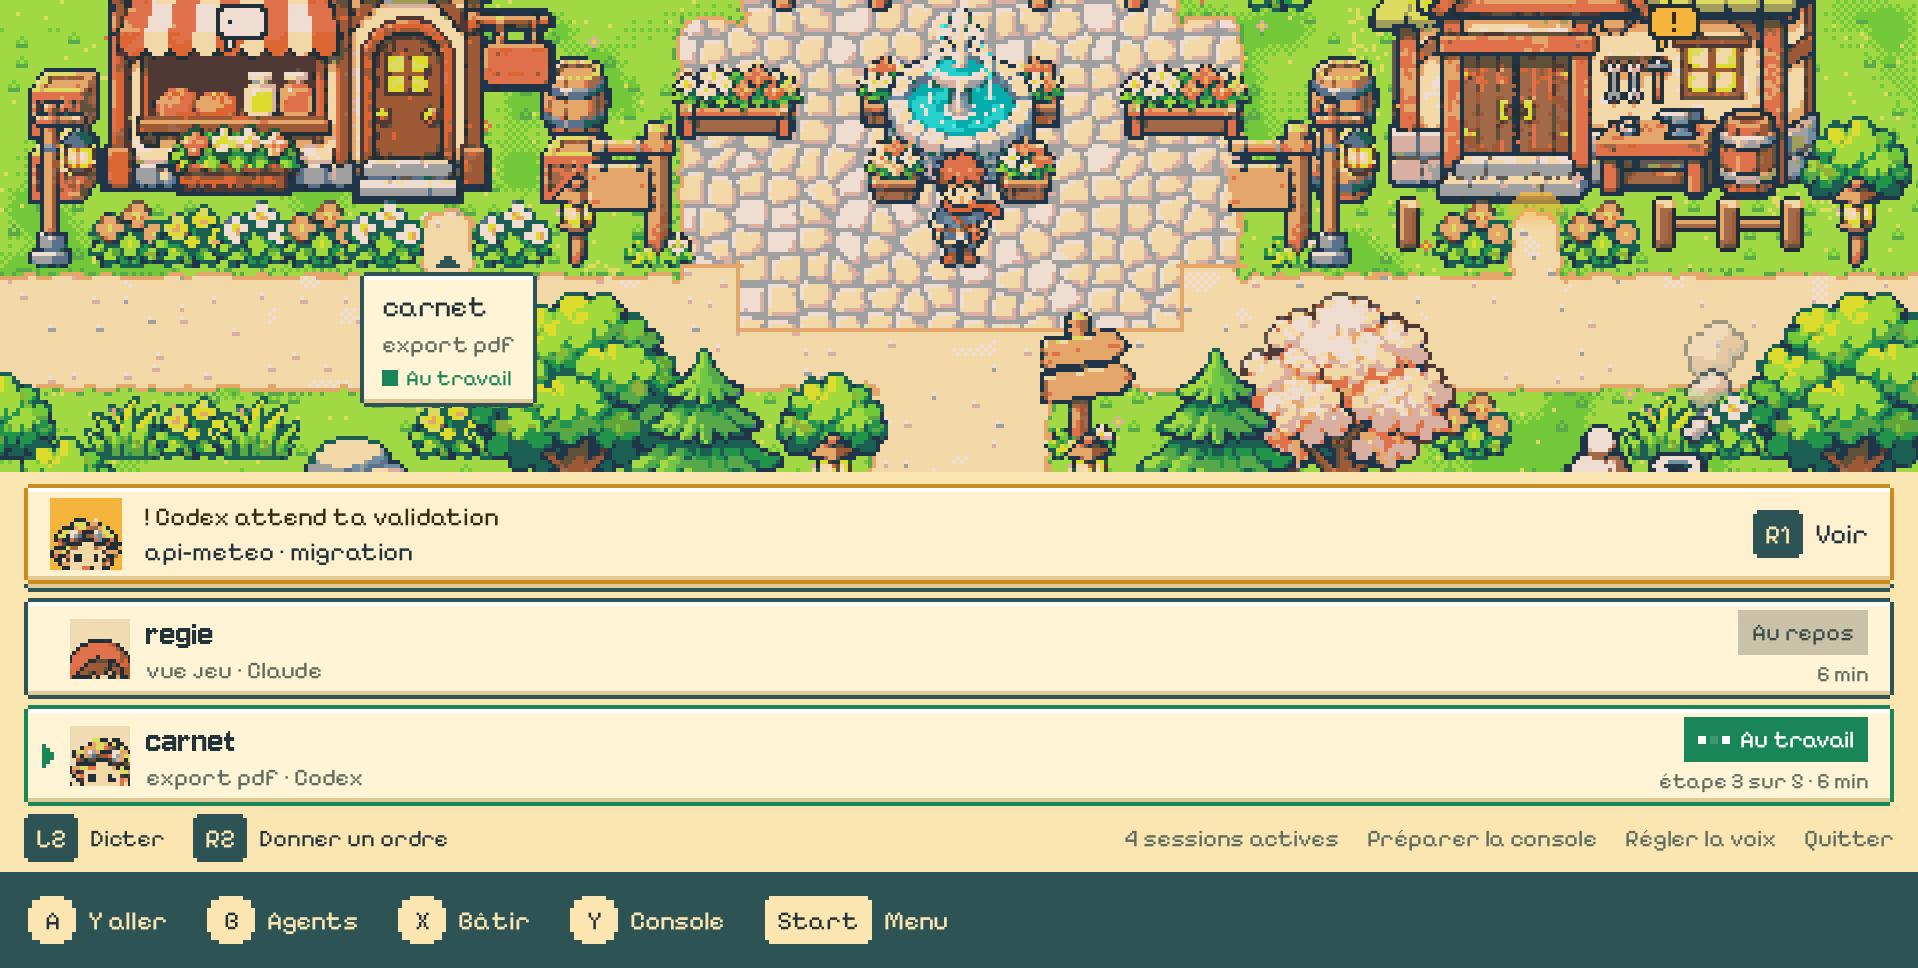 !
carnet
export pdf
Au travail
! Codex attend ta validation
api-meteo · migration
R1 Voir
regie
vue jeu · Claude
Au repos
6 min
carnet
export pdf · Codex
Au travail
étape 3 sur 8 · 6 min
L2 Dicter R2 Donner un ordre
4 sessions actives Préparer la console Régler la voix Quitter
A Y aller B Agents X Bâtir Y Console Start Menu